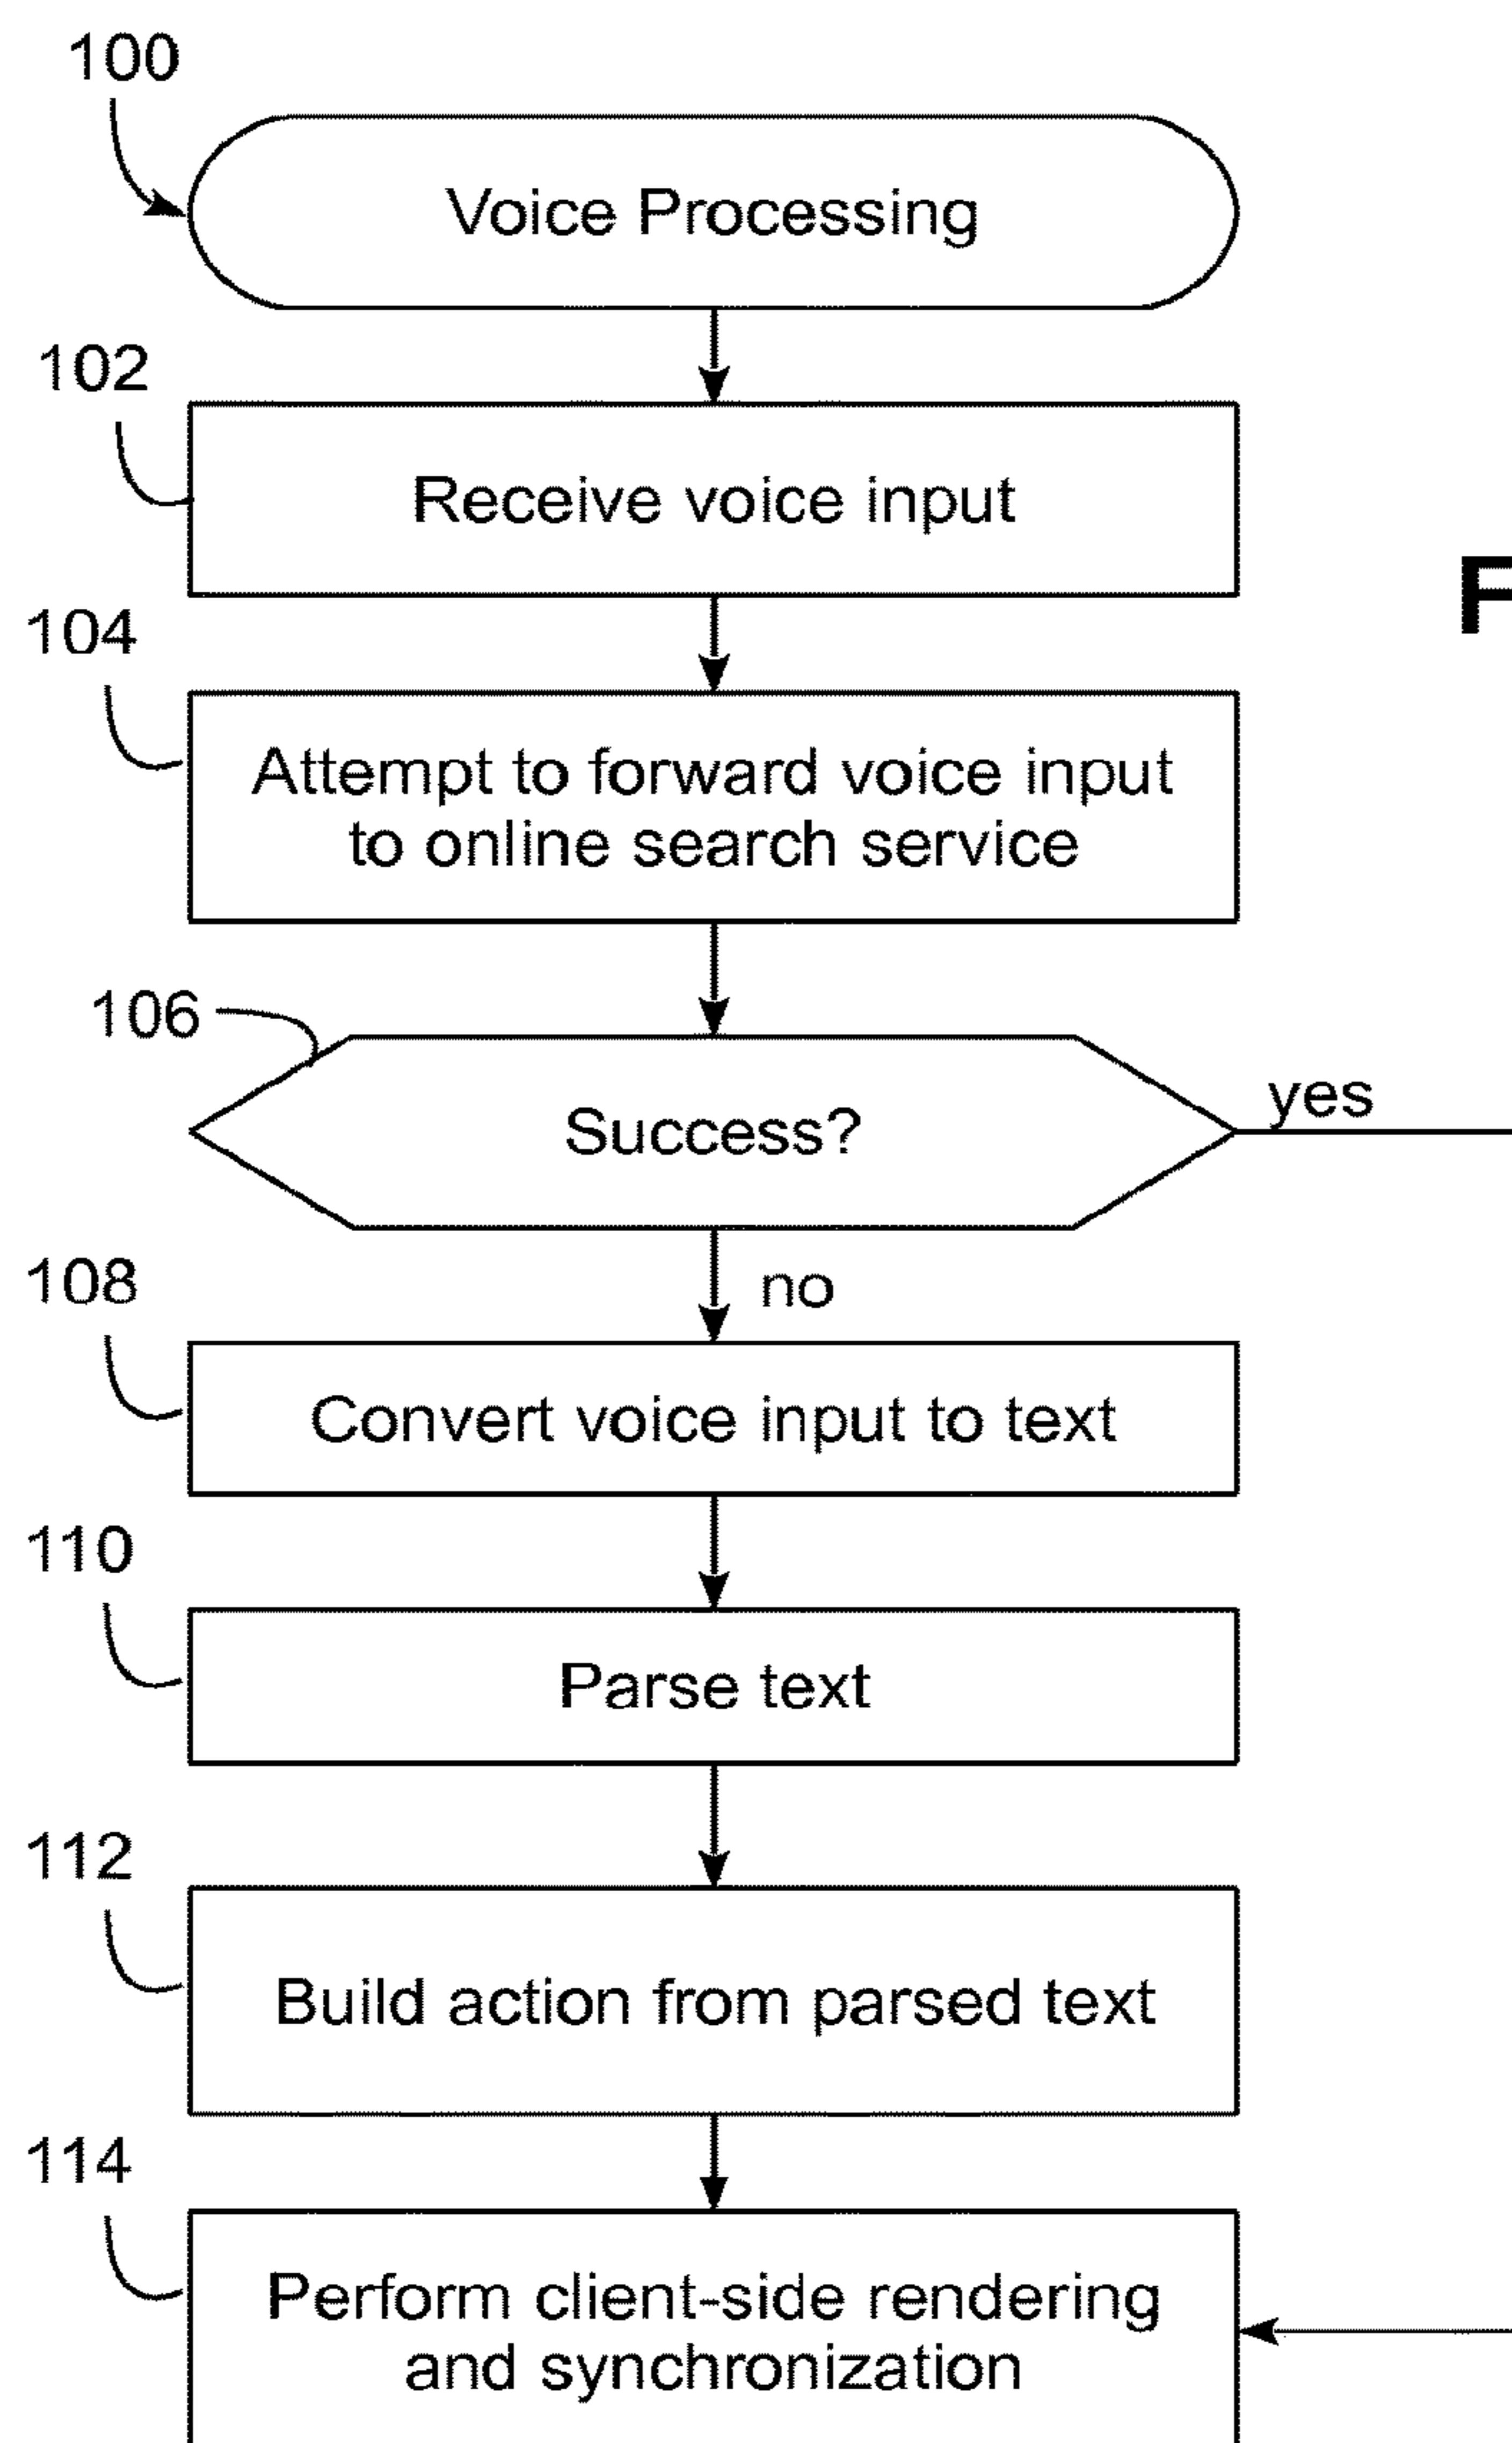 100
Voice Processing
102
Receive voice input
F
104
Attempt to forward voice input
to online search service
106
Success?
yes
no
108
Convert voice input to text
110
Parse text
112
Build action from parsed text
114
Perform client-side rendering
and synchronization